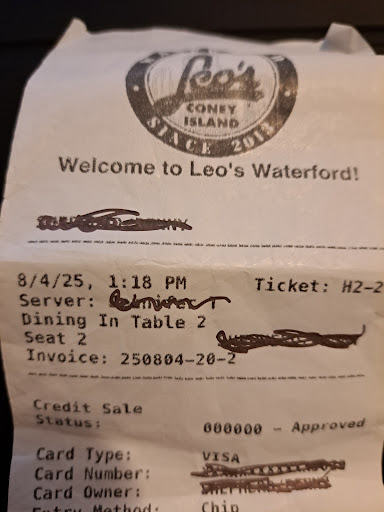 Leo's
CONEY
ISLAND
SINCE 201
Welcome to Leo's Waterford!
8/4/25, 1:18 PM Ticket: H2-2
Server:
Dining In Table 2
Seat 2
Invoice: 250804-20-2
Credit Sale
Status: 000000 - Approved
Card Type: VISA
Card Number:
Card Owner:
Entry Method: Chip